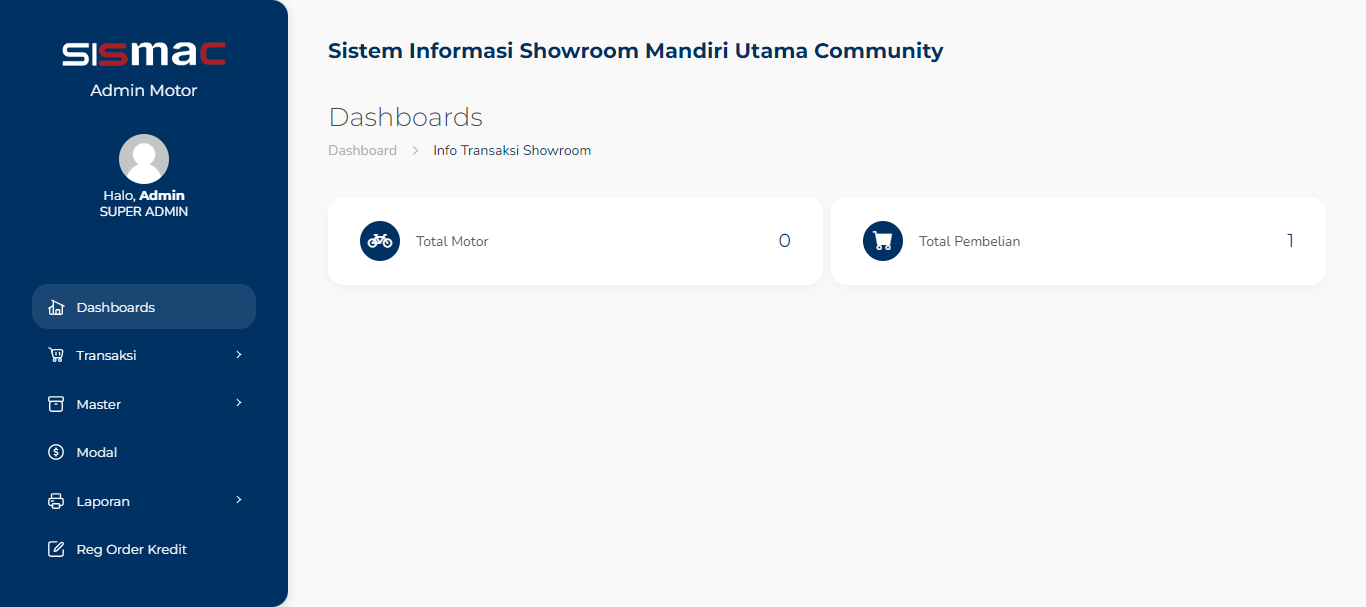 sismac
Admin Motor
Halo, Admin
SUPER ADMIN
Dashboards
Transaksi
Master
Modal
Laporan
Reg Order Kredit
Sistem Informasi Showroom Mandiri Utama Community
Dashboards
Dashboard > Info Transaksi Showroom
Total Motor 0
Total Pembelian 1